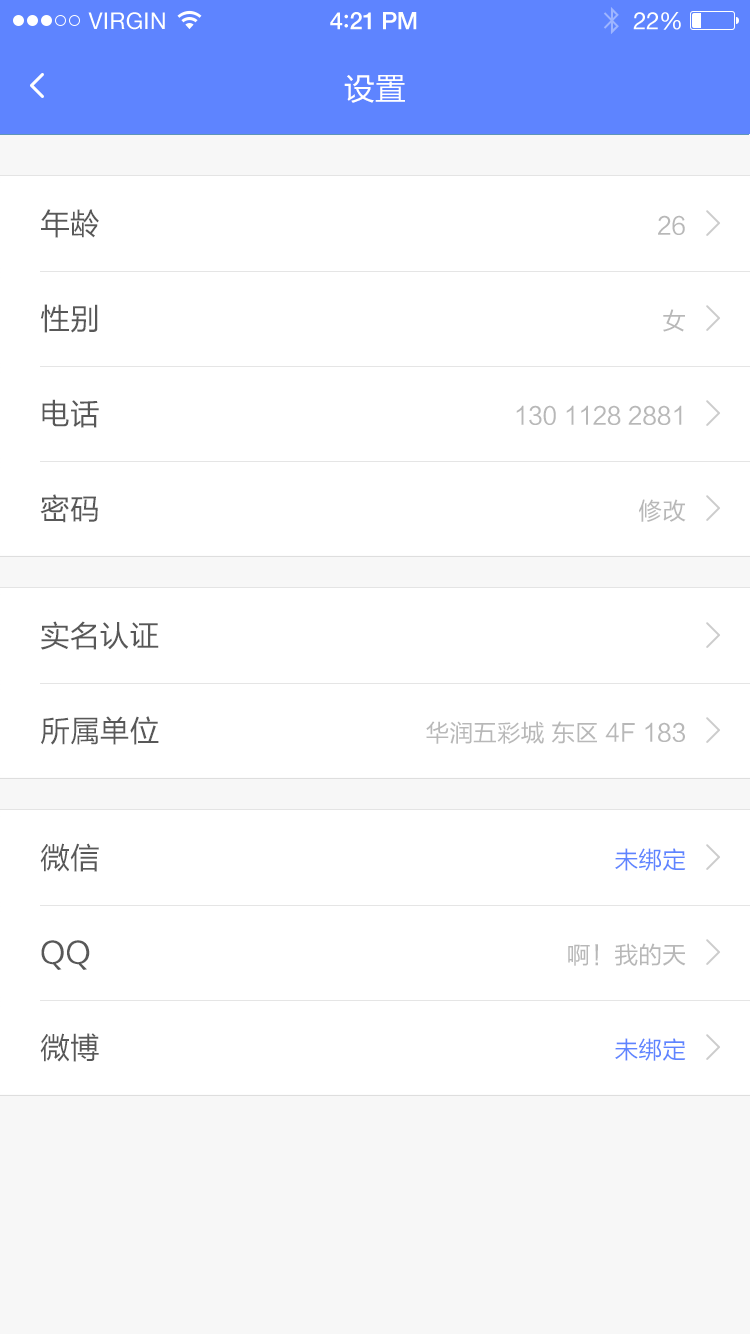 VIRGIN 4:21 PM 22%
设置
年龄 26
性别 女
电话 130 1128 2881
密码 修改
实名认证
所属单位 华润五彩城 东区 4F 183
微信 未绑定
QQ 啊！我的天
微博 未绑定